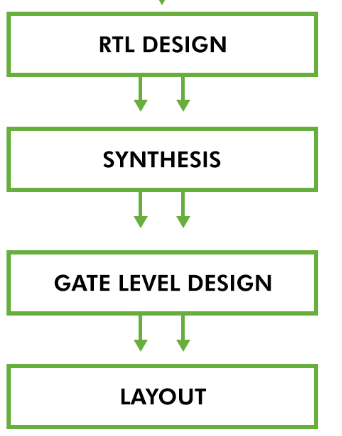 RTL DESIGN
SYNTHESIS
GATE LEVEL DESIGN
LAYOUT